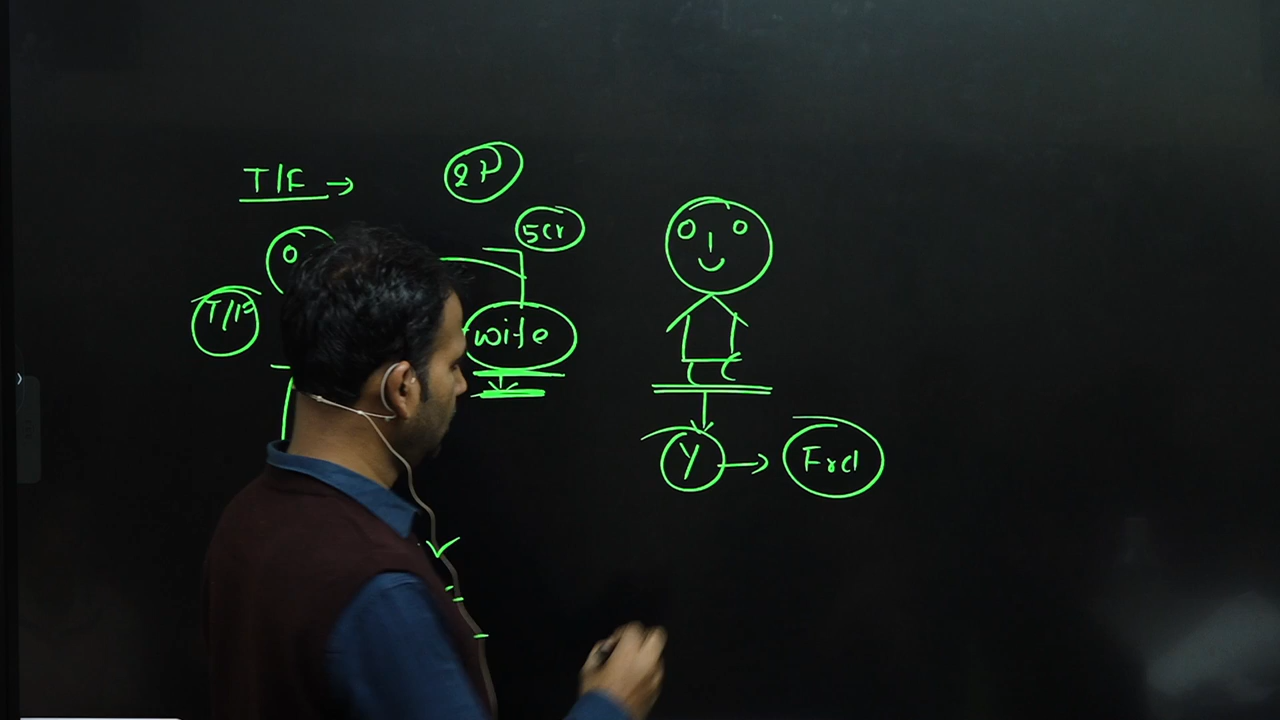 T/F →
2P
5Cr
T/F
wife
Y → Frd